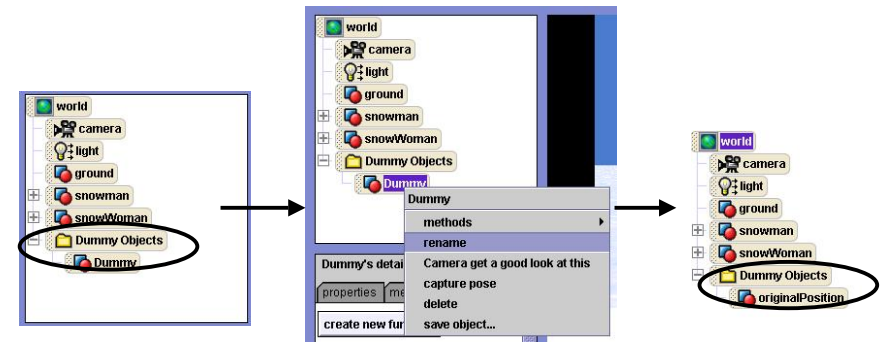 world
camera
light
ground
snowman
snowWoman
Dummy Objects
Dummy
world
camera
light
ground
snowman
snowWoman
Dummy Objects
Dummy
Dummy
methods
rename
Camera get a good look at this
capture pose
delete
save object...
Dummy's detai
properties me
create new fun
world
camera
light
ground
snowman
snowWoman
Dummy Objects
originalPosition